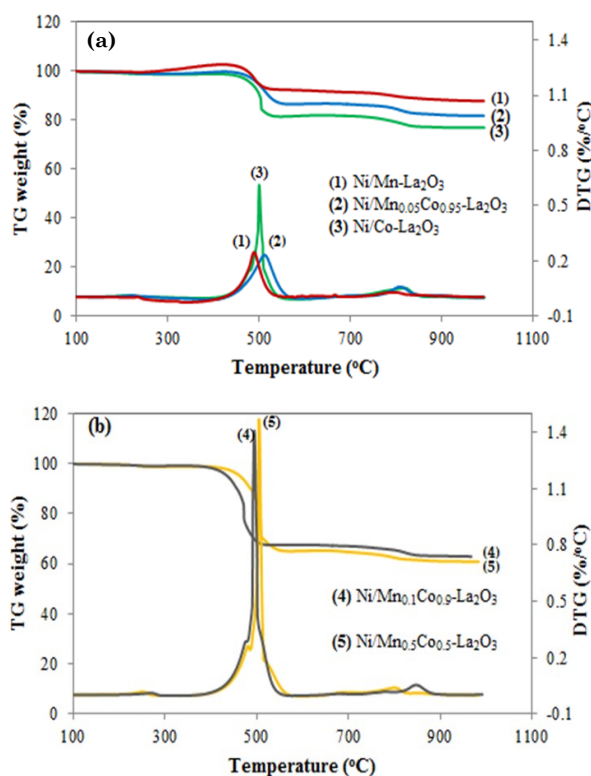 (a)
TG weight (%)
120
100
80
60
40
20
0
1.4
1.1
0.8
0.5
0.2
-0.1
DTG (%/ºC)
(1)
(2)
(3)
(3)
(1) Ni/Mn-La₂O₃
(2) Ni/Mn₀.₀₅Co₀.₉₅-La₂O₃
(3) Ni/Co-La₂O₃
(1)
(2)
100 300 500 700 900 1100
Temperature (ºC)
(b)
TG weight (%)
120
100
80
60
40
20
0
1.4
1.1
0.8
0.5
0.2
-0.1
DTG (%/ºC)
(5)
(4)
(4)
(5)
(4) Ni/Mn₀.₁Co₀.₉-La₂O₃
(5) Ni/Mn₀.₅Co₀.₅-La₂O₃
100 300 500 700 900 1100
Temperature (ºC)